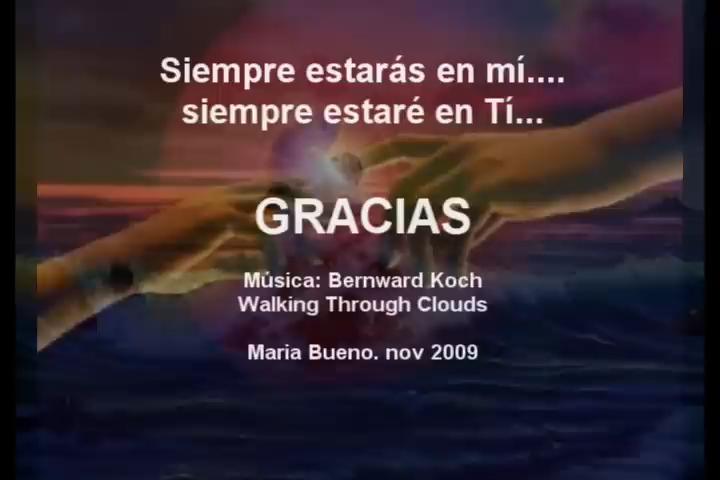 Siempre estarás en mí....
siempre estaré en Tí...
GRACIAS
Música: Bernward Koch
Walking Through Clouds
Maria Bueno. nov 2009